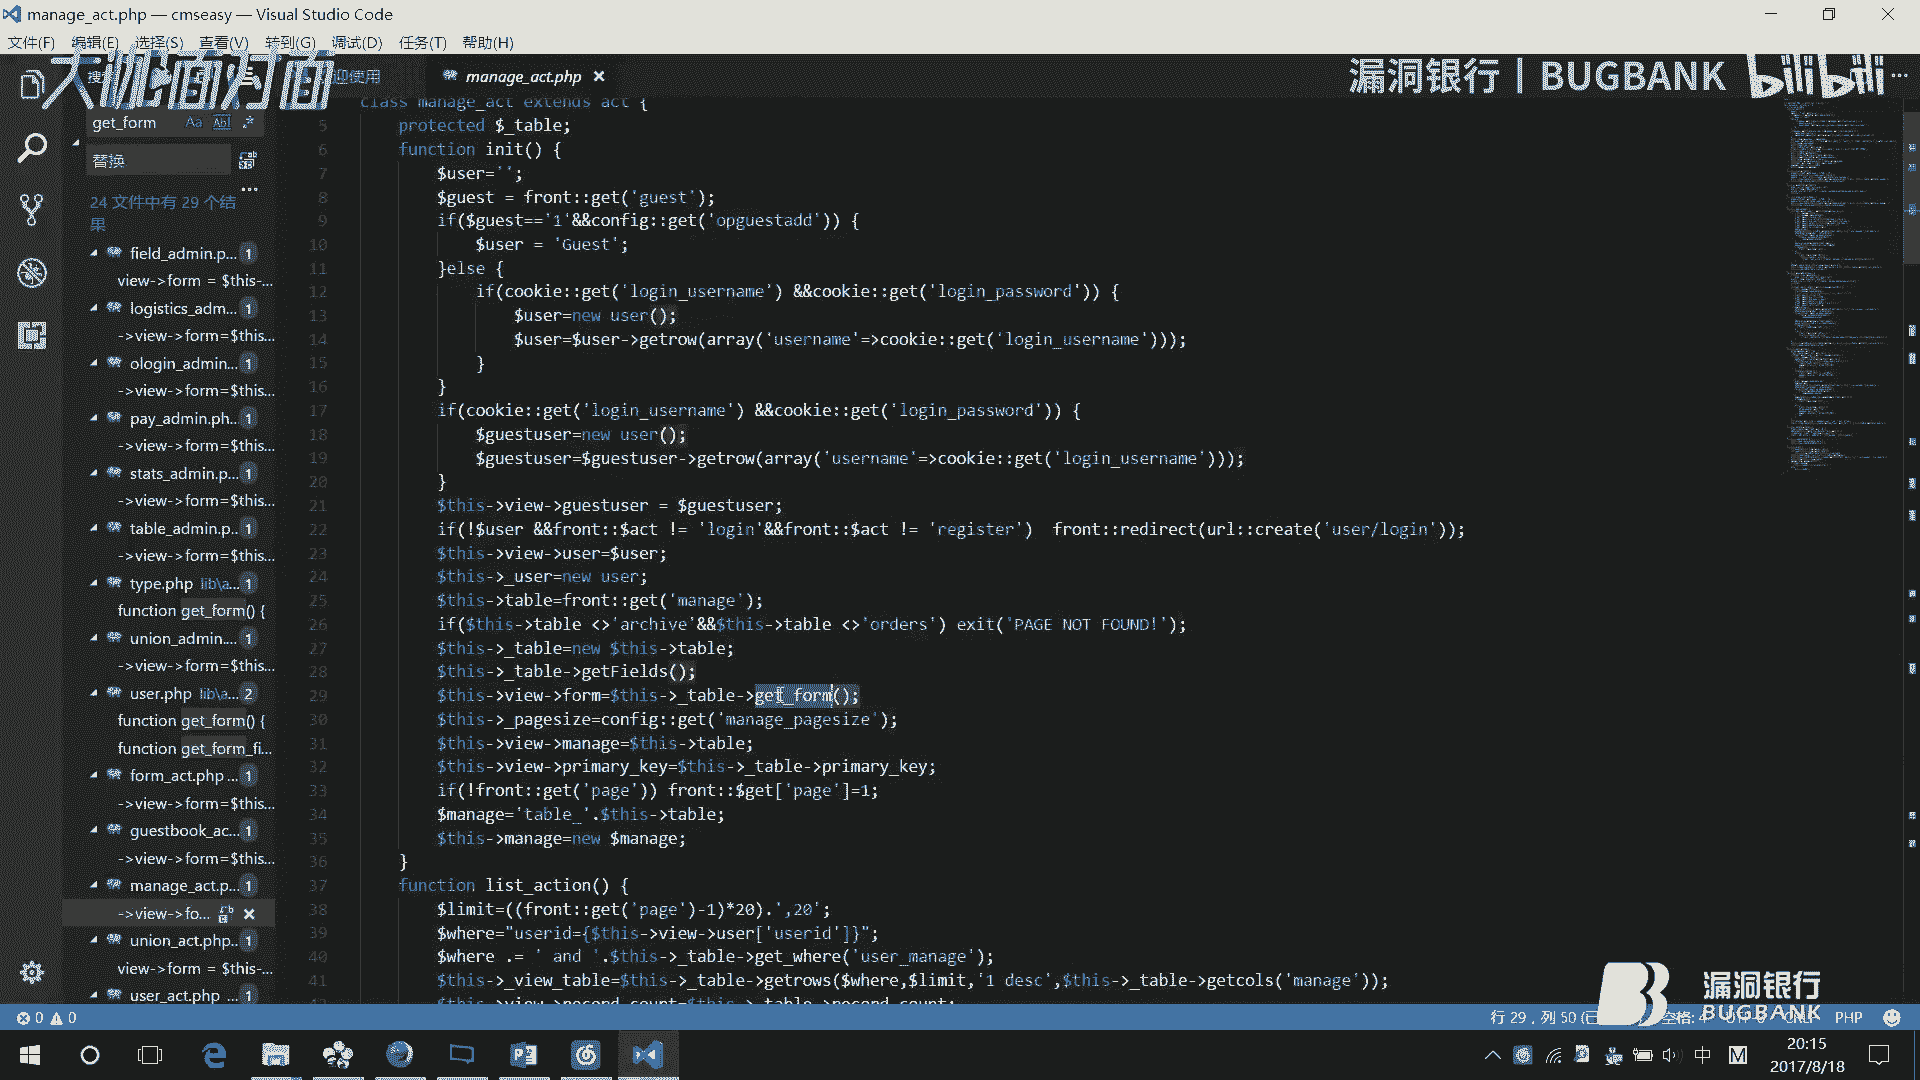 manage_act.php — cmseasy — Visual Studio Code
文件(F) 编辑(E) 选择(S) 查看(V) 转到(G) 调试(D) 任务(T) 帮助(H)
大咖面对面
迎使用
manage_act.php
漏洞银行 | BUGBANK bilibili
get_form
替换
24 文件中有 29 个结
果
field_admin.p... 1
view->form = $this-...
logistics_adm... 1
->view->form=$this...
ologin_admin... 1
->view->form=$this...
pay_admin.ph... 1
->view->form=$this...
stats_admin.p... 1
->view->form=$this...
table_admin.p... 1
->view->form=$this...
type.php lib\a... 1
function get_form() {
union_admin.... 1
->view->form=$this...
user.php lib\a... 2
function get_form() {
function get_form_fi...
form_act.php ... 1
->view->form=$this...
guestbook_ac... 1
->view->form=$this...
manage_act.p... 1
->view->fo...
union_act.php... 1
view->form = $this-...
user_act.php ... 1
class manage_act extends act {
5 protected $_table;
6 function init() {
7 $user='';
8 $guest = front::get('guest');
9 if($guest=='1'&&config::get('opguestadd')) {
10 $user = 'Guest';
11 }else {
12 if(cookie::get('login_username') &&cookie::get('login_password')) {
13 $user=new user();
14 $user=$user->getrow(array('username'=>cookie::get('login_username')));
15 }
16 }
17 if(cookie::get('login_username') &&cookie::get('login_password')) {
18 $guestuser=new user();
19 $guestuser=$guestuser->getrow(array('username'=>cookie::get('login_username')));
20 }
21 $this->view->guestuser = $guestuser;
22 if(!$user &&front::$act != 'login'&&front::$act != 'register') front::redirect(url::create('user/login'));
23 $this->view->user=$user;
24 $this->_user=new user;
25 $this->table=front::get('manage');
26 if($this->table <>'archive'&&$this->table <>'orders') exit('PAGE NOT FOUND!');
27 $this->_table=new $this->table;
28 $this->_table->getFields();
29 $this->view->form=$this->_table->get_form();
30 $this->_pagesize=config::get('manage_pagesize');
31 $this->view->manage=$this->table;
32 $this->view->primary_key=$this->_table->primary_key;
33 if(!front::get('page')) front::$get['page']=1;
34 $manage='table_'.$this->table;
35 $this->manage=new $manage;
36 }
37 function list_action() {
38 $limit=((front::get('page')-1)*20).',20';
39 $where="userid={$this->view->user['userid']}";
40 $where .= ' and '.$this->_table->get_where('user_manage');
41 $this->_view_table=$this->_table->getrows($where,$limit,'1 desc',$this->_table->getcols('manage'));
漏洞银行
BUGBANK
0 0
行 29，列 50
PHP
中 M
20:15
2017/8/18